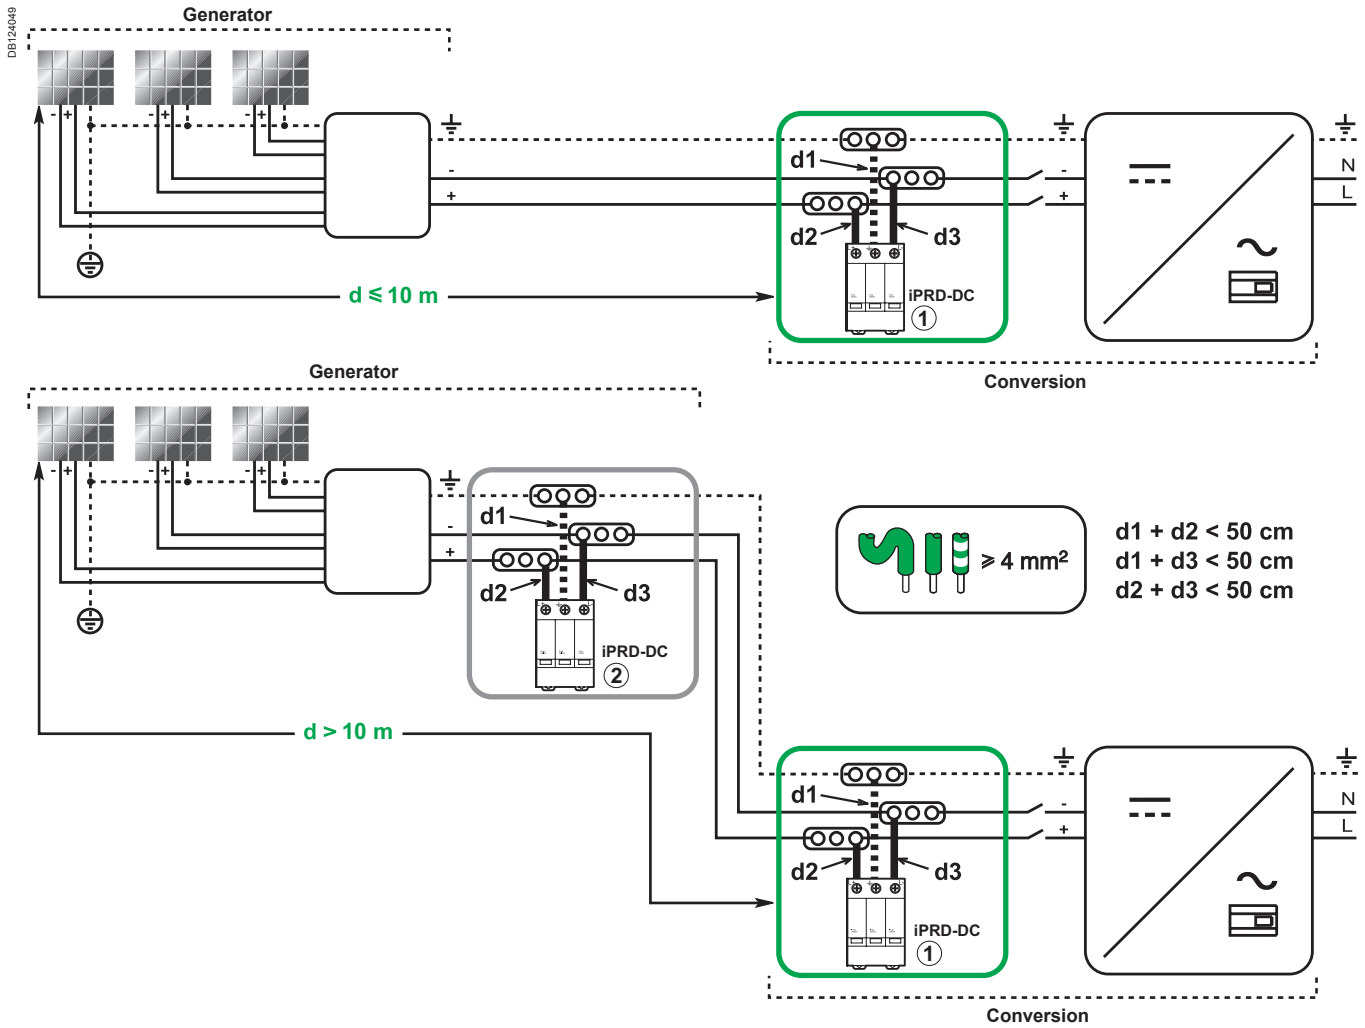 DB124049
Generator
- +
- +
- +
-
+
d1
d2
d3
iPRD-DC
1
-
+
N
L
d ≤ 10 m
Conversion
Generator
- +
- +
- +
-
+
d1
d2
d3
iPRD-DC
2
≥ 4 mm²
d1 + d2 < 50 cm
d1 + d3 < 50 cm
d2 + d3 < 50 cm
d > 10 m
d1
d2
d3
iPRD-DC
1
-
+
N
L
Conversion